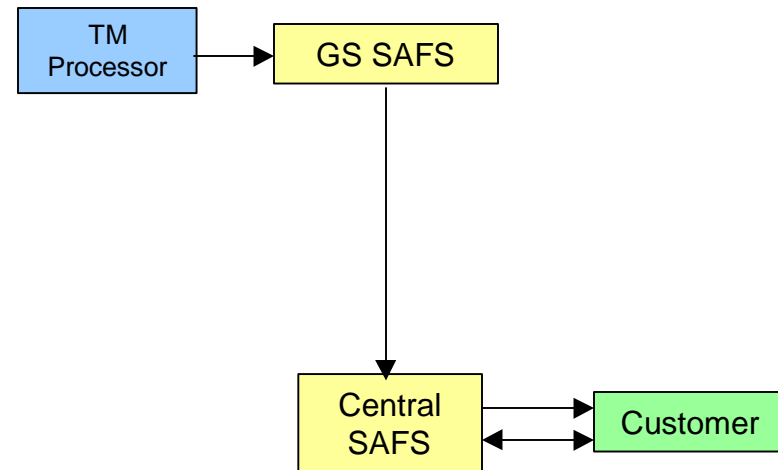 TM
Processor
GS SAFS
Central
SAFS
Customer